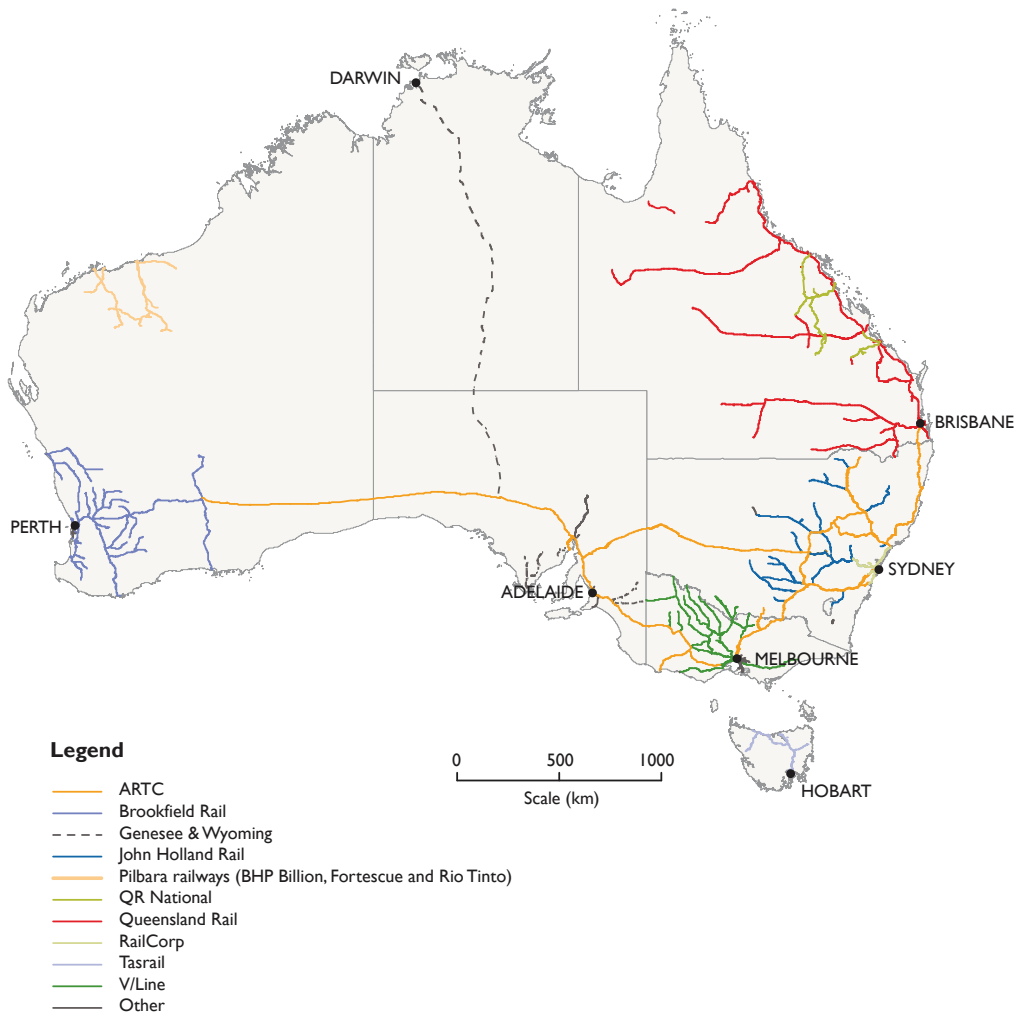 DARWIN
BRISBANE
PERTH
SYDNEY
ADELAIDE
MELBOURNE
HOBART
Legend
ARTC
Brookfield Rail
Genesee & Wyoming
John Holland Rail
Pilbara railways (BHP Billion, Fortescue and Rio Tinto)
QR National
Queensland Rail
RailCorp
Tasrail
V/Line
Other
0 500 1000
Scale (km)